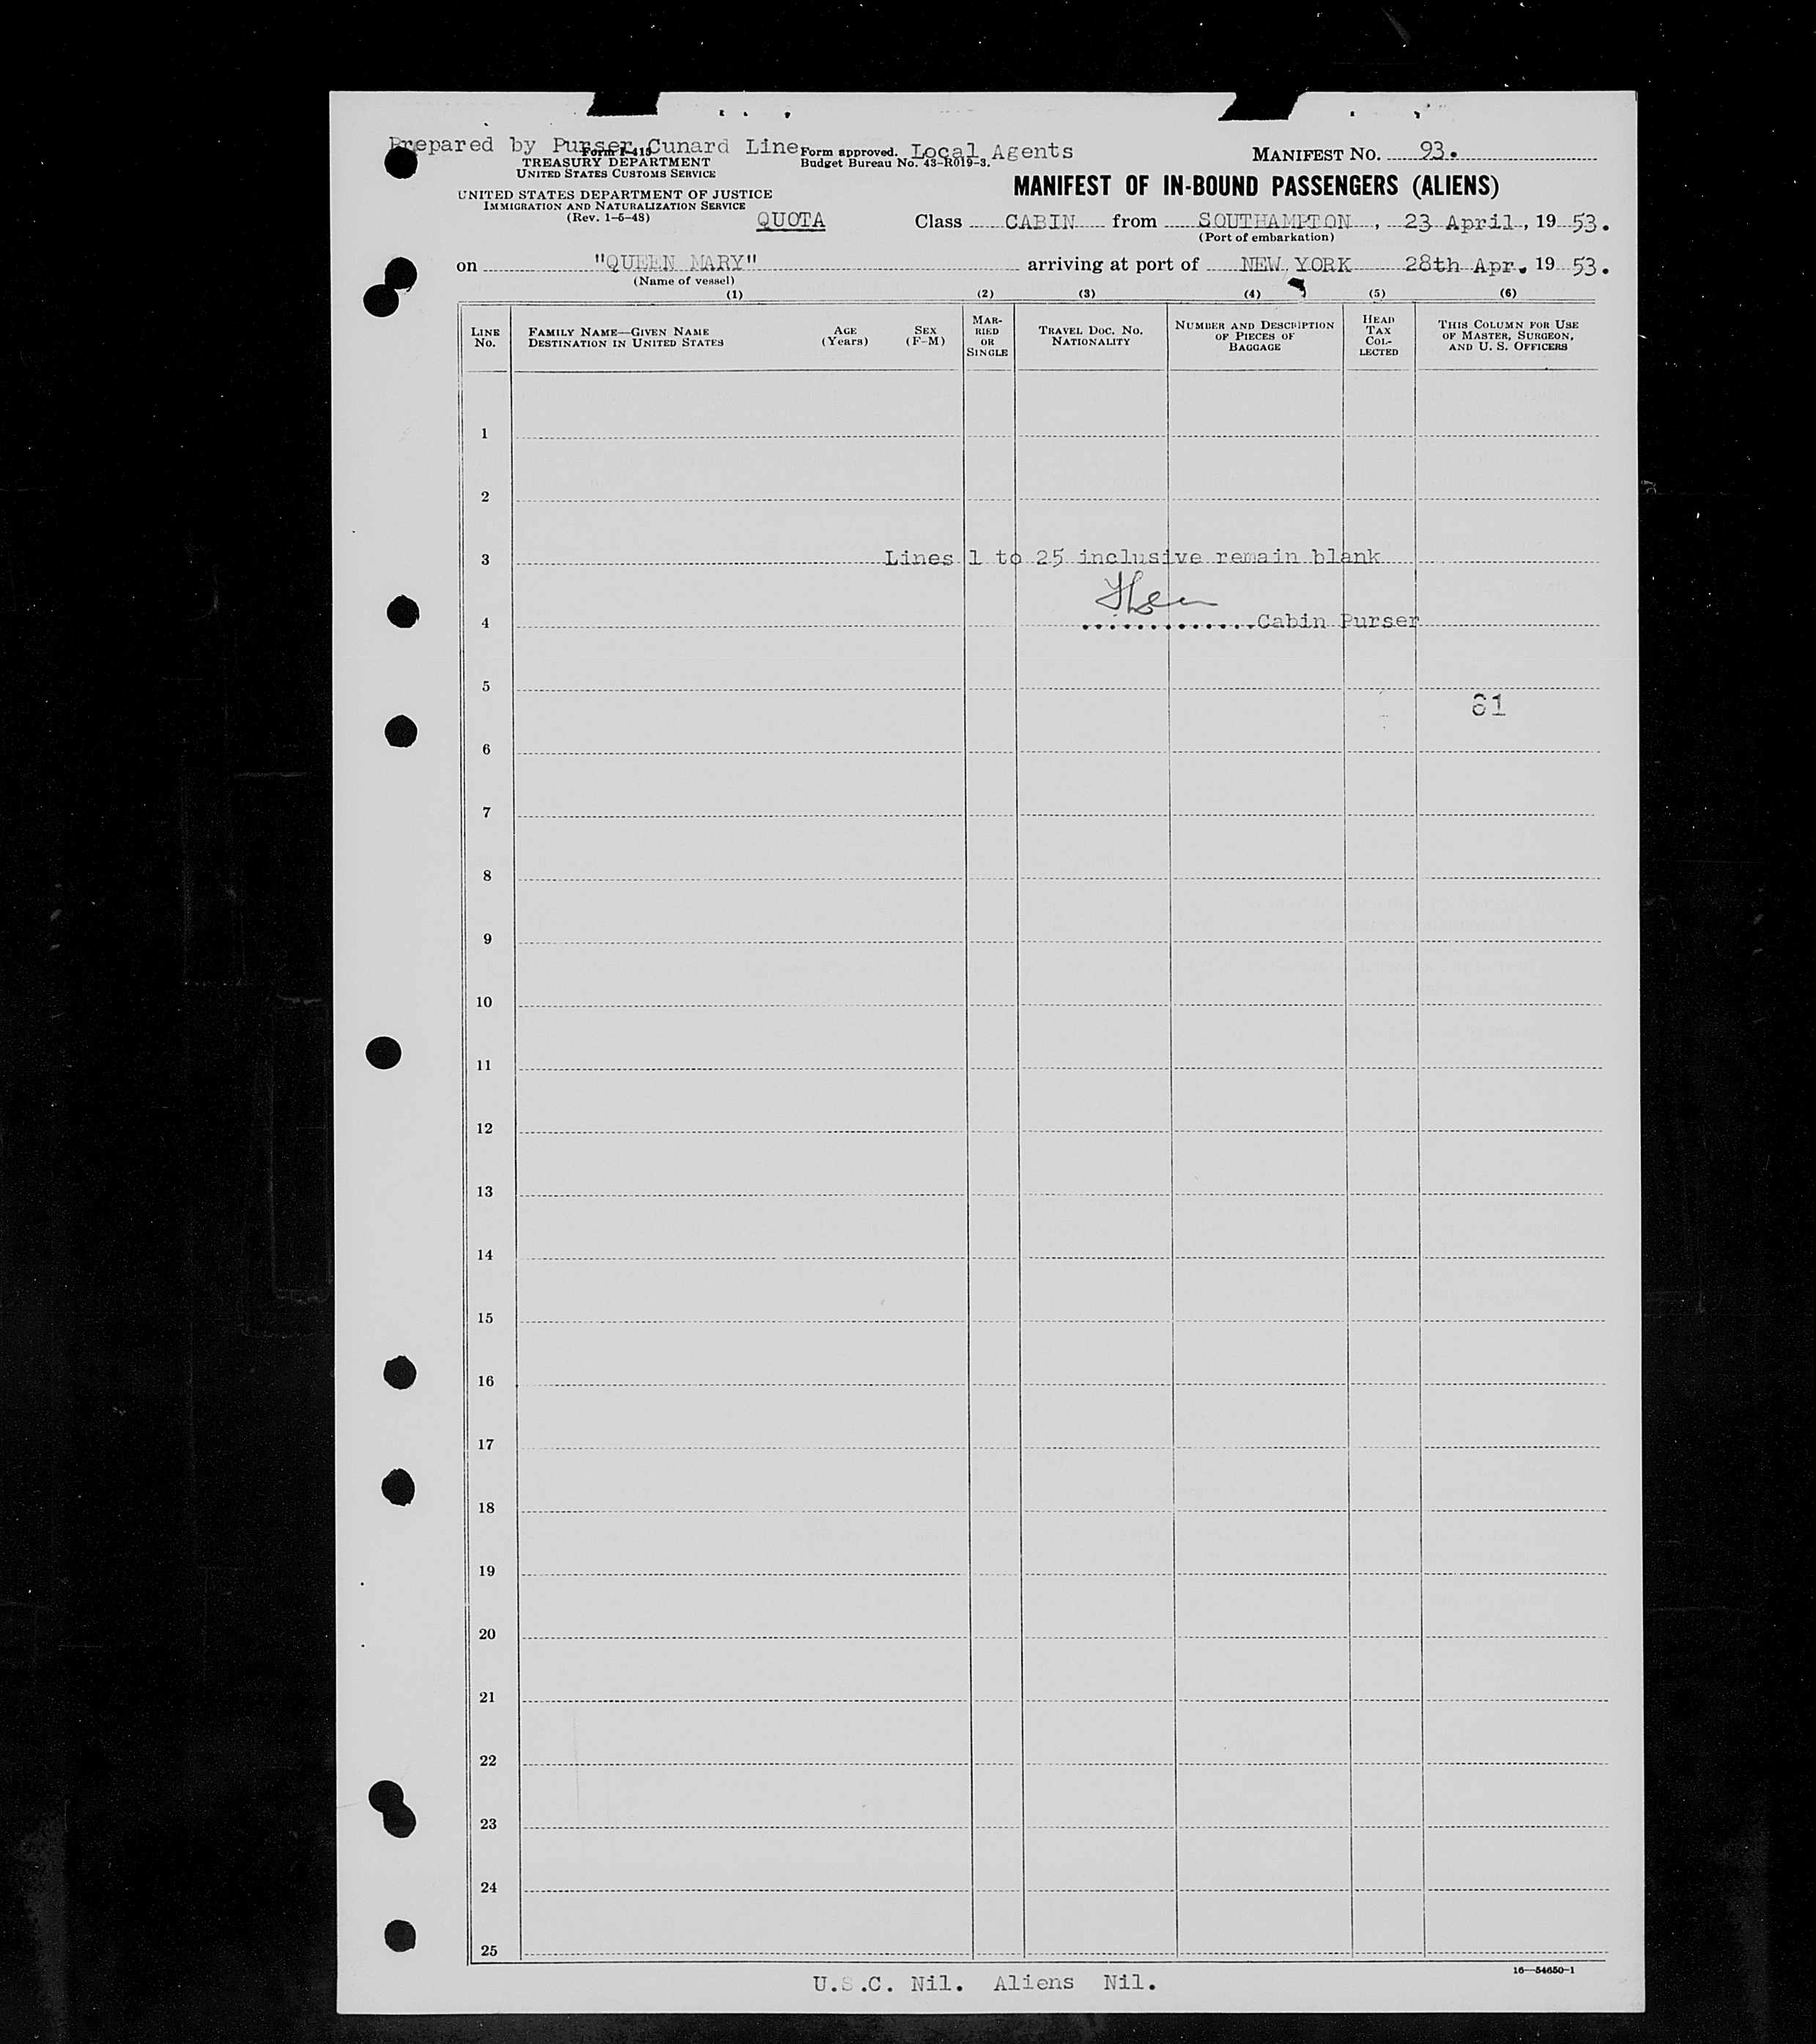 Prepared by Purser Cunard Line Local Agents
Form I-415
TREASURY DEPARTMENT
UNITED STATES CUSTOMS SERVICE
Form approved.
Budget Bureau No. 43-R019-3.
MANIFEST NO. 93.
UNITED STATES DEPARTMENT OF JUSTICE
IMMIGRATION AND NATURALIZATION SERVICE
(Rev. 1-5-48)
MANIFEST OF IN-BOUND PASSENGERS (ALIENS)
QUOTA Class CABIN from SOUTHAMPTON, 23 April, 19 53.
(Port of embarkation)
on "QUEEN MARY" arriving at port of NEW YORK 28th Apr. 19 53.
(Name of vessel)
(1) (2) (3) (4) (5) (6)
LINE No.
FAMILY NAME—GIVEN NAME
DESTINATION IN UNITED STATES
AGE (Years)
SEX (F-M)
MARRIED OR SINGLE
TRAVEL DOC. NO. NATIONALITY
NUMBER AND DESCRIPTION OF PIECES OF BAGGAGE
HEAD TAX COLLECTED
THIS COLUMN FOR USE OF MASTER, SURGEON, AND U. S. OFFICERS
1
2
3 Lines 1 to 25 inclusive remain blank
4 .............Cabin Purser
5
61
6
7
8
9
10
11
12
13
14
15
16
17
18
19
20
21
22
23
24
25
16—54650-1
U.S.C. Nil. Aliens Nil.